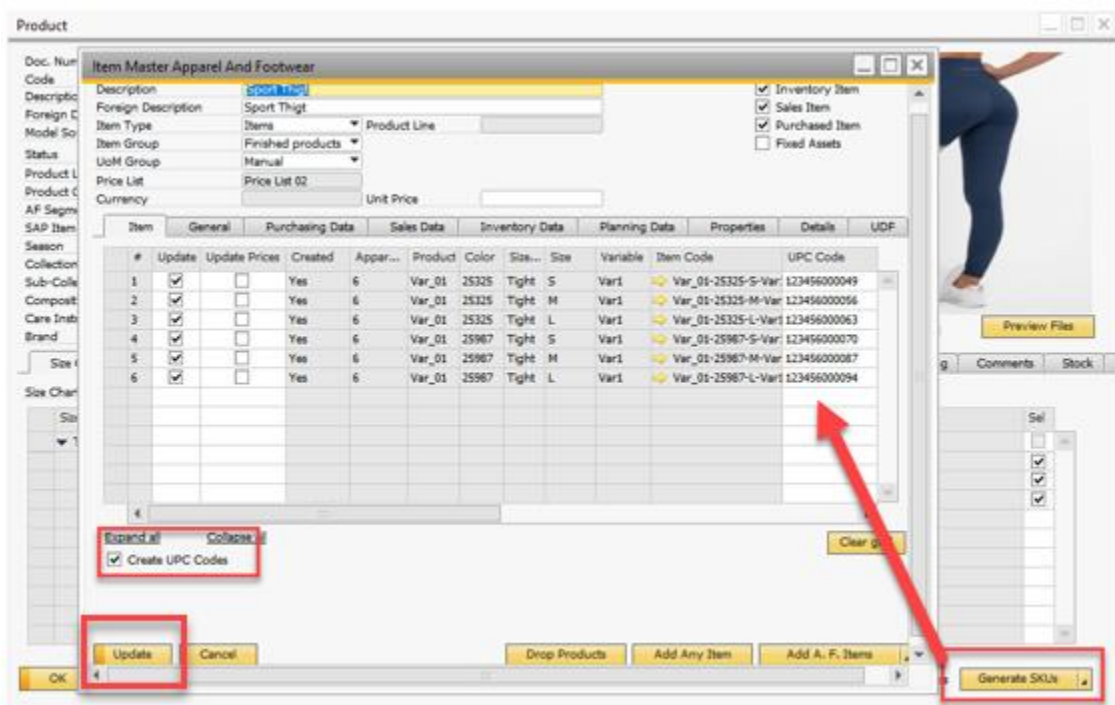 Product
Doc. Num
Code
Descriptic
Foreign D
Model So
Status
Product L
Product C
AF Segm
SAP Item
Season
Collection
Sub-Colle
Composit
Care Inst
Brand
Item Master Apparel And Footwear
Description Sport Thigt
Foreign Description Sport Thigt
Item Type Items Product Line
Item Group Finished products
UoM Group Manual
Price List Price List 02
Currency Unit Price
Inventory Item
Sales Item
Purchased Item
Fixed Assets
Item General Purchasing Data Sales Data Inventory Data Planning Data Properties Details UDF
# Update Update Prices Created Appar... Product Color Size... Size Variable Item Code UPC Code
1 Yes 6 Var_01 25325 Tight S Var1 Var_01-25325-S-Var 123456000049
2 Yes 6 Var_01 25325 Tight M Var1 Var_01-25325-M-Var 123456000056
3 Yes 6 Var_01 25325 Tight L Var1 Var_01-25325-L-Var1 123456000063
4 Yes 6 Var_01 25987 Tight S Var1 Var_01-25987-S-Var 123456000070
5 Yes 6 Var_01 25987 Tight M Var1 Var_01-25987-M-Var 123456000087
6 Yes 6 Var_01 25987 Tight L Var1 Var_01-25987-L-Var1 123456000094
Preview Files
Size
g Comments Stock
Size Char
Siz
Sel
Expand all Collapse
Clear g
Create UPC Codes
Update Cancel Drop Products Add Any Item Add A. F. Items
OK
Generate SKUs